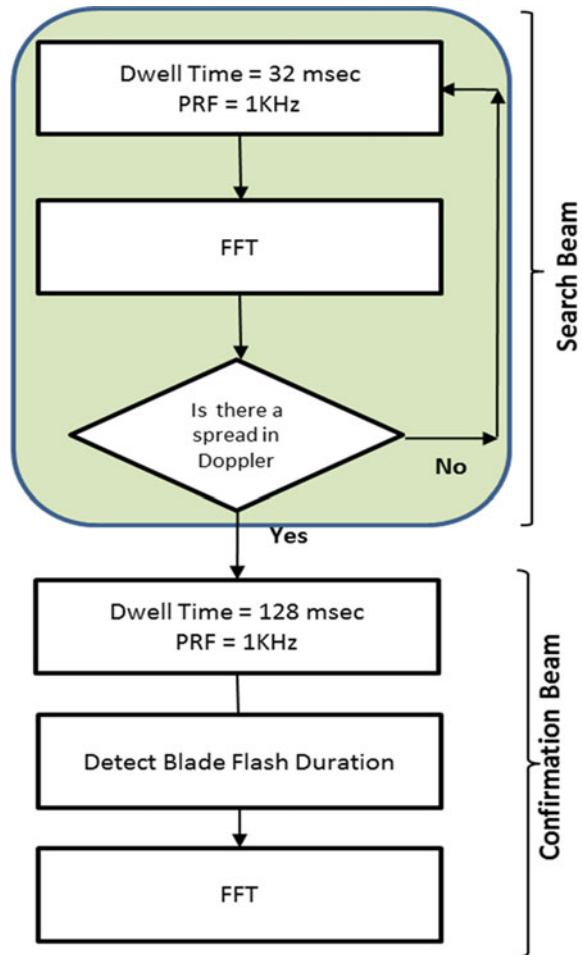 Dwell Time = 32 msec
PRF = 1KHz
FFT
Is there a
spread in
Doppler
No
Yes
Search Beam
Dwell Time = 128 msec
PRF = 1KHz
Detect Blade Flash Duration
FFT
Confirmation Beam